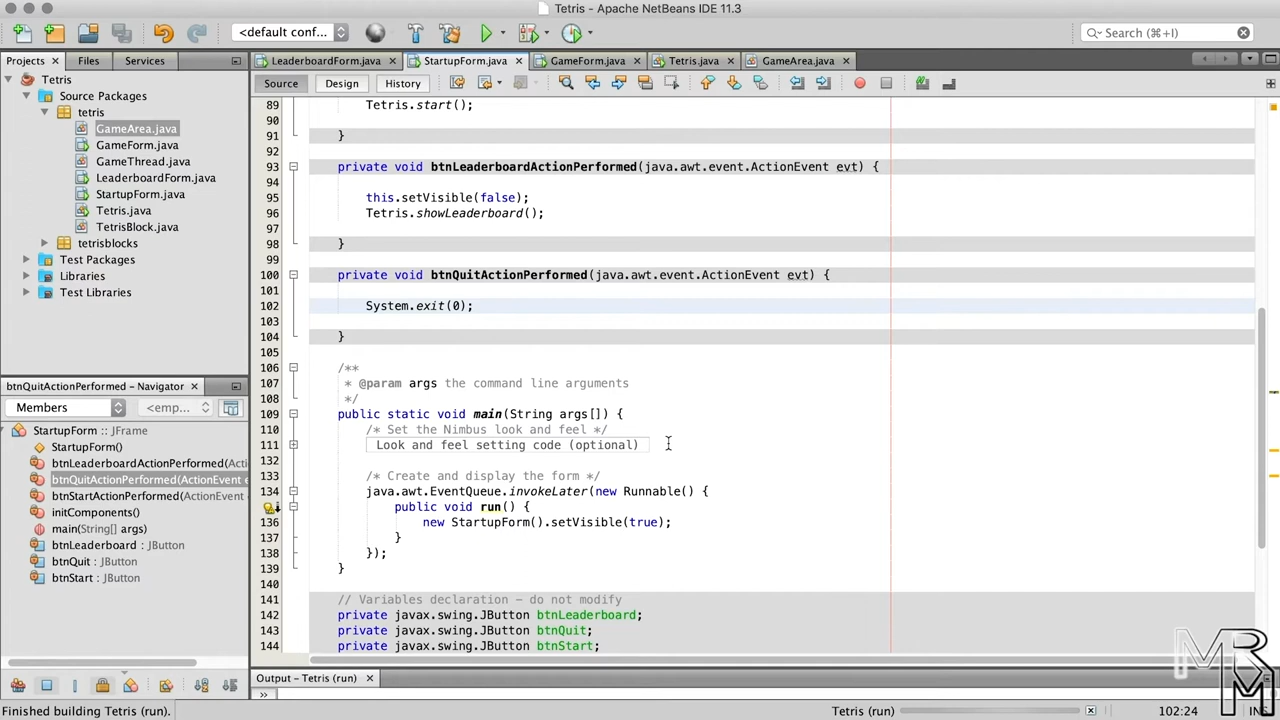 Tetris - Apache NetBeans IDE 11.3
<default conf...
Search (⌘+I)
Projects Files Services
LeaderboardForm.java StartupForm.java GameForm.java Tetris.java GameArea.java
Source Design History
Tetris
Source Packages
tetris
GameArea.java
GameForm.java
GameThread.java
LeaderboardForm.java
StartupForm.java
Tetris.java
TetrisBlock.java
tetrisblocks
Test Packages
Libraries
Test Libraries
btnQuitActionPerformed - Navigator
Members <emp...
StartupForm :: JFrame
StartupForm()
btnLeaderboardActionPerformed(Actio
btnQuitActionPerformed(ActionEvent e
btnStartActionPerformed(ActionEvent
initComponents()
main(String[] args)
btnLeaderboard : JButton
btnQuit : JButton
btnStart : JButton
89 Tetris.start();
90
91 }
92
93 private void btnLeaderboardActionPerformed(java.awt.event.ActionEvent evt) {
94
95 this.setVisible(false);
96 Tetris.showLeaderboard();
97
98 }
99
100 private void btnQuitActionPerformed(java.awt.event.ActionEvent evt) {
101
102 System.exit(0);
103
104 }
105
106 /**
107 * @param args the command line arguments
108 */
109 public static void main(String args[]) {
110 /* Set the Nimbus look and feel */
111 Look and feel setting code (optional)
132
133 /* Create and display the form */
134 java.awt.EventQueue.invokeLater(new Runnable() {
public void run() {
136 new StartupForm().setVisible(true);
137 }
138 });
139 }
140
141 // Variables declaration - do not modify
142 private javax.swing.JButton btnLeaderboard;
143 private javax.swing.JButton btnQuit;
144 private javax.swing.JButton btnStart;
Output - Tetris (run)
Finished building Tetris (run). Tetris (run) 102:24